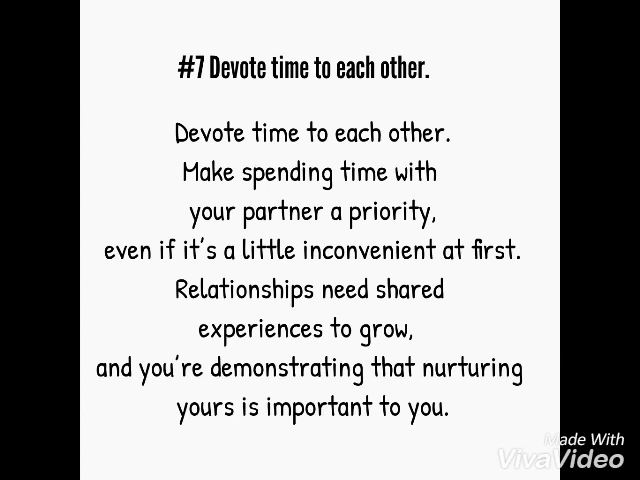 #7 Devote time to each other.
Devote time to each other.
Make spending time with
your partner a priority,
even if it's a little inconvenient at first.
Relationships need shared
experiences to grow,
and you're demonstrating that nurturing
yours is important to you.
Made With
VivaVideo